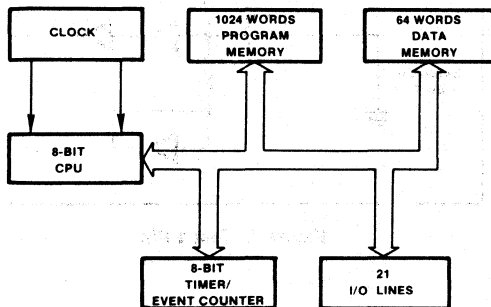 CLOCK
1024 WORDS
PROGRAM
MEMORY
64 WORDS
DATA
MEMORY
8-BIT
CPU
8-BIT
TIMER/
EVENT COUNTER
21
I/O LINES